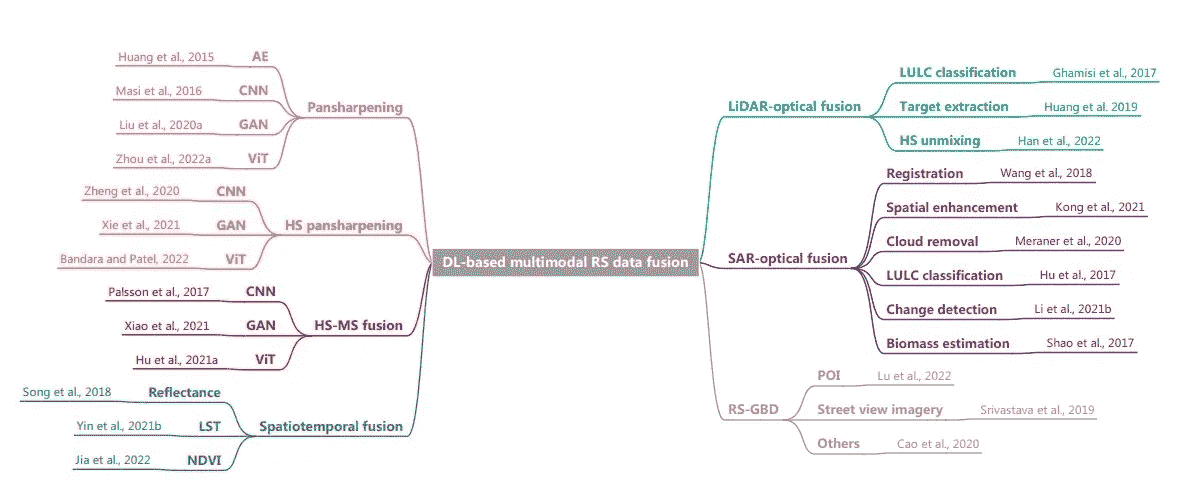 DL-based multimodal RS data fusion
Pansharpening
AE
Huang et al., 2015
CNN
Masi et al., 2016
GAN
Liu et al., 2020a
ViT
Zhou et al., 2022a
HS pansharpening
CNN
Zheng et al., 2020
GAN
Xie et al., 2021
ViT
Bandara and Patel, 2022
HS-MS fusion
CNN
Palsson et al., 2017
GAN
Xiao et al., 2021
ViT
Hu et al., 2021a
Spatiotemporal fusion
Reflectance
Song et al., 2018
LST
Yin et al., 2021b
NDVI
Jia et al., 2022
LiDAR-optical fusion
LULC classification
Ghamisi et al., 2017
Target extraction
Huang et al. 2019
HS unmixing
Han et al., 2022
SAR-optical fusion
Registration
Wang et al., 2018
Spatial enhancement
Kong et al., 2021
Cloud removal
Meraner et al., 2020
LULC classification
Hu et al., 2017
Change detection
Li et al., 2021b
Biomass estimation
Shao et al., 2017
RS-GBD
POI
Lu et al., 2022
Street view imagery
Srivastava et al., 2019
Others
Cao et al., 2020